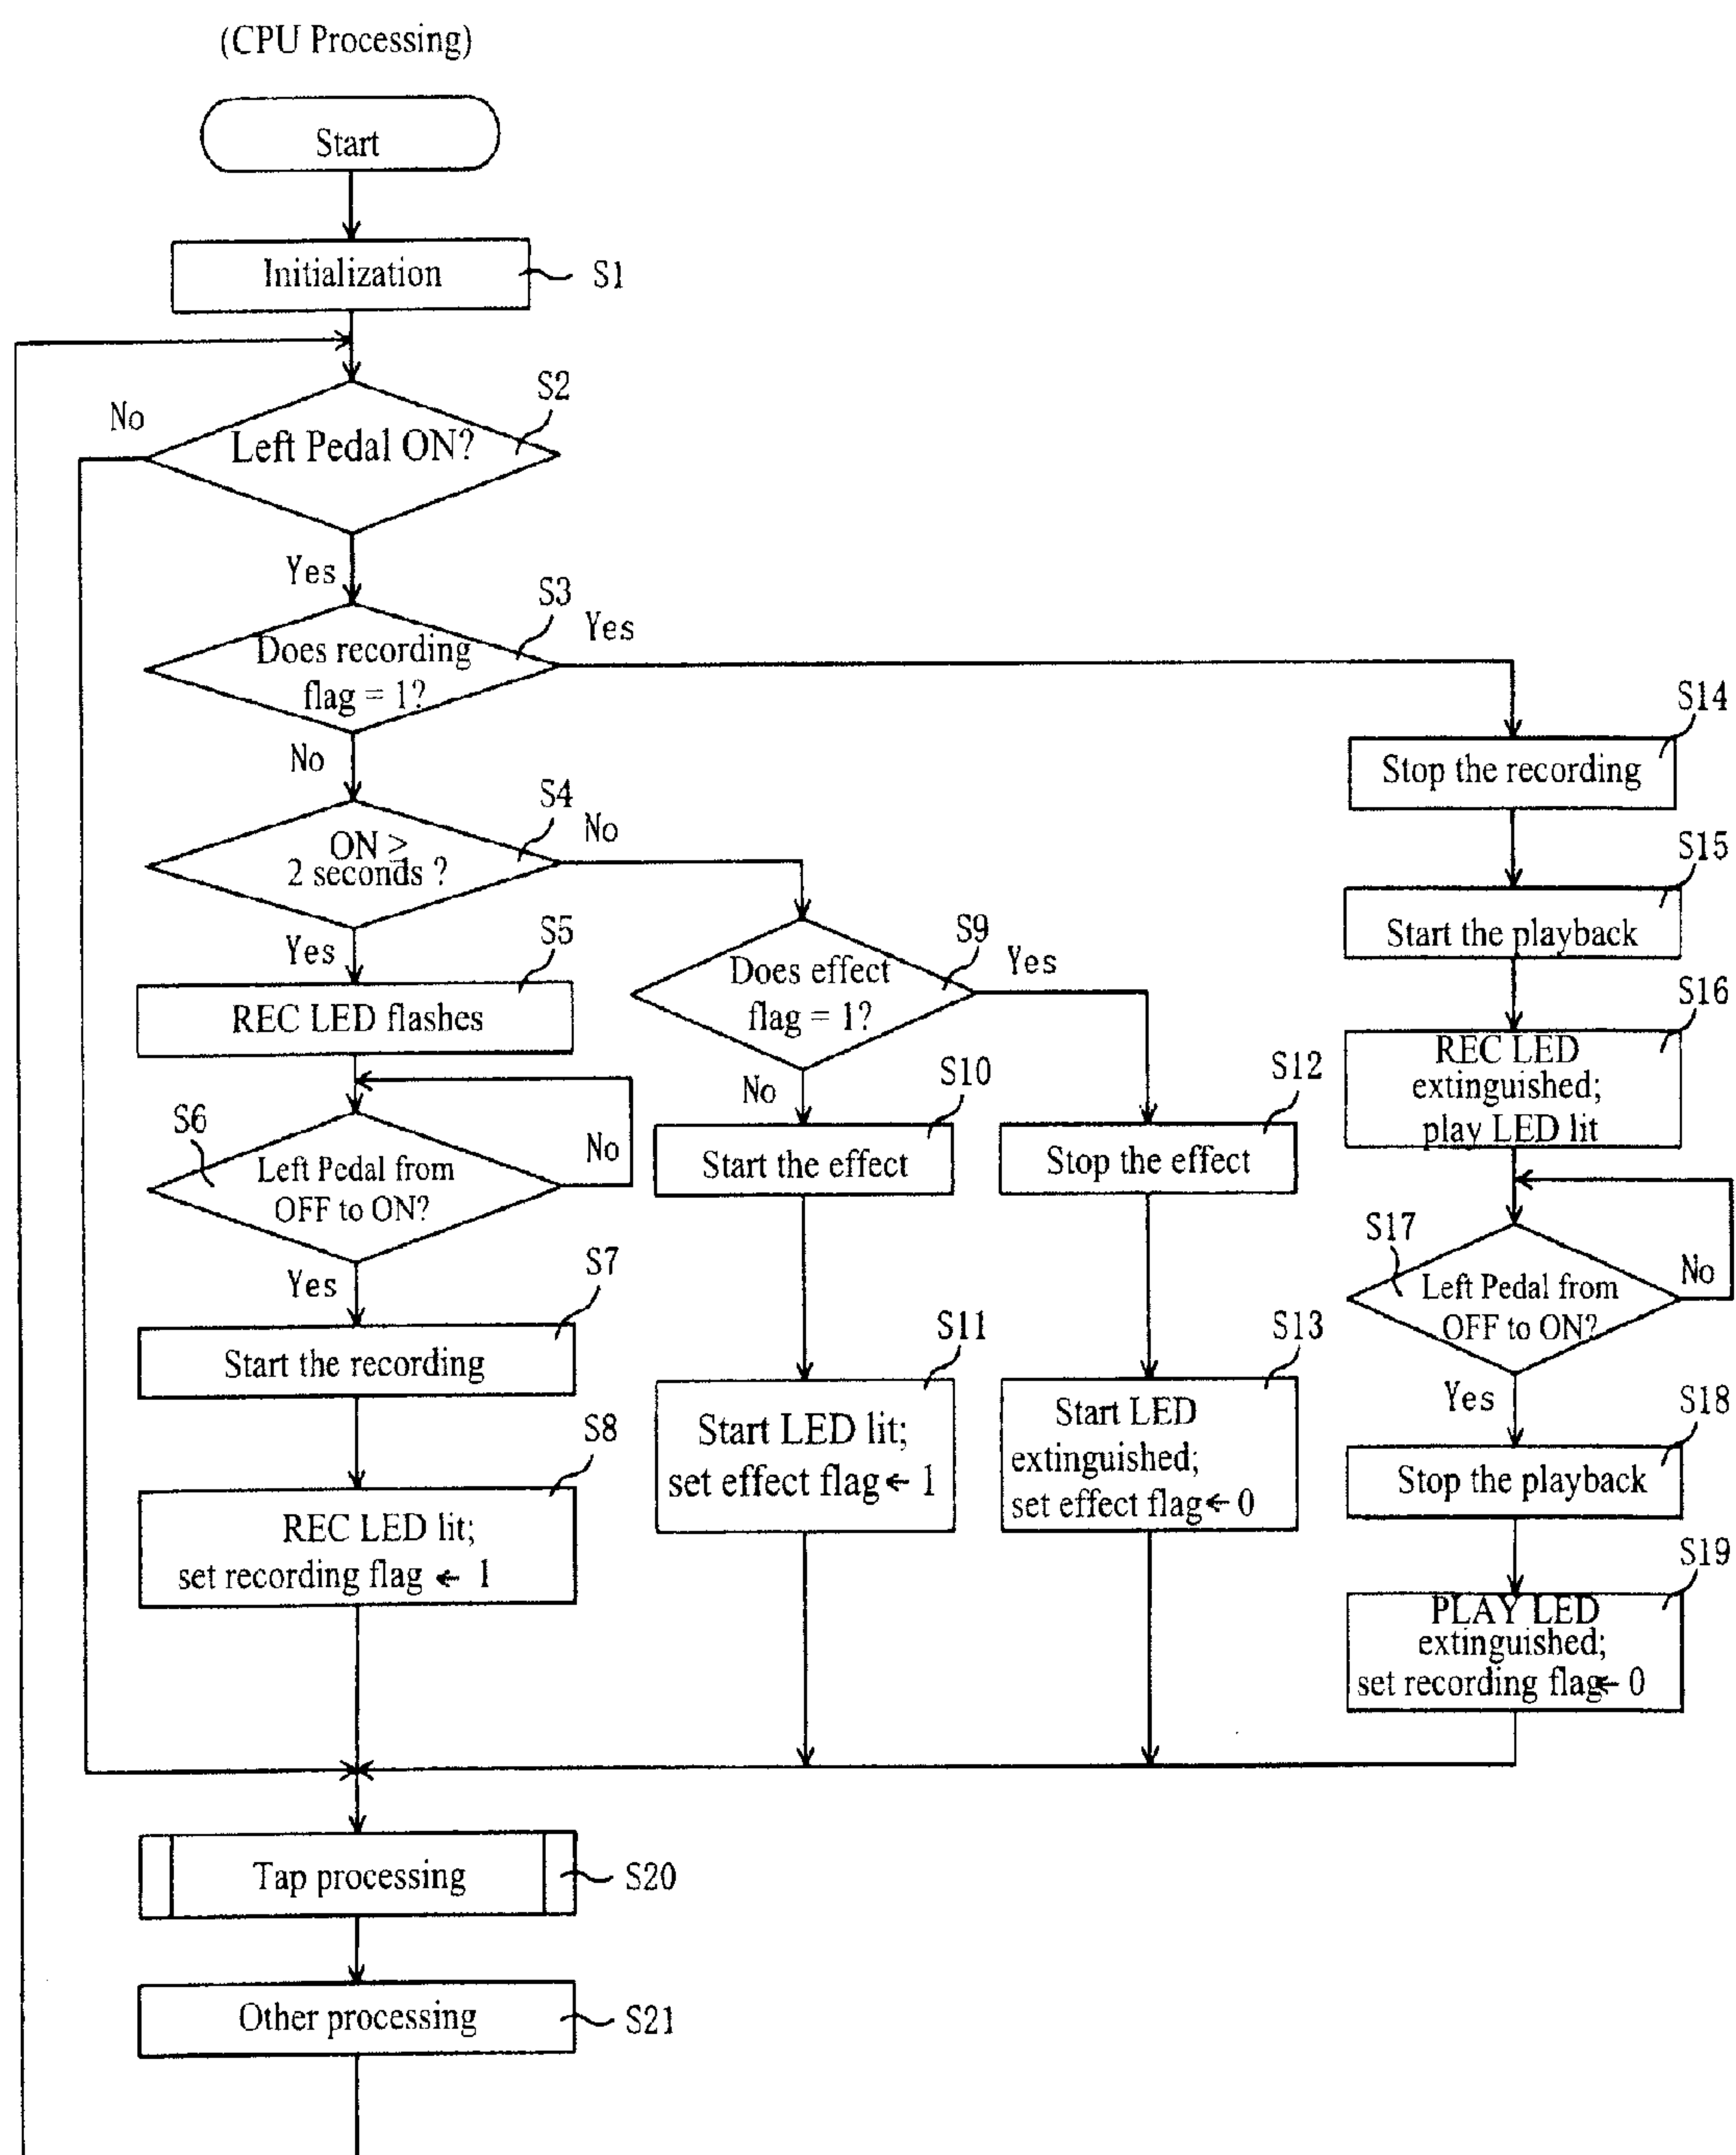 (CPU Processing)
Start
Initialization
S1
S2
No
Left Pedal ON?
Yes
S3
Yes
Does recording
flag = 1?
No
S4
No
ON ≥
2 seconds ?
Yes
S5
REC LED flashes
S6
Left Pedal from
OFF to ON?
No
Yes
S7
Start the recording
S8
REC LED lit;
set recording flag ← 1
S9
Yes
Does effect
flag = 1?
No
S10
Start the effect
S11
Start LED lit;
set effect flag ← 1
S12
Stop the effect
S13
Start LED
extinguished;
set effect flag ← 0
S14
Stop the recording
S15
Start the playback
S16
REC LED
extinguished;
play LED lit
S17
Left Pedal from
OFF to ON?
No
Yes
S18
Stop the playback
S19
PLAY LED
extinguished;
set recording flag ← 0
Tap processing
S20
Other processing
S21